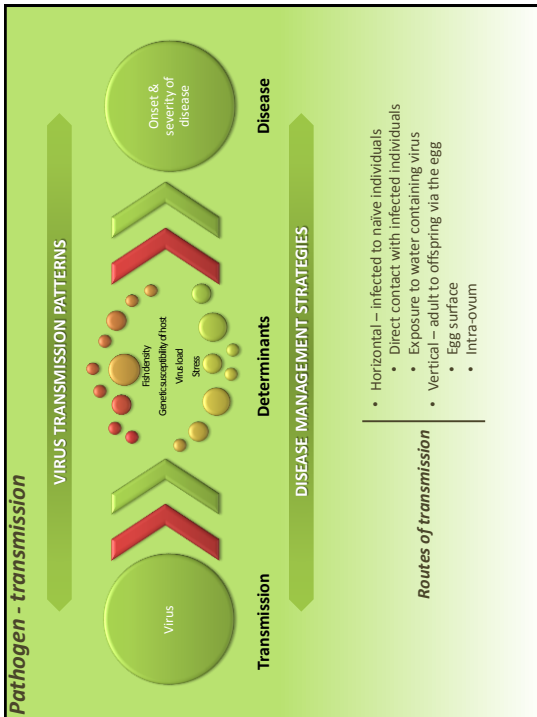 Pathogen - transmission
VIRUS TRANSMISSION PATTERNS
Virus
Fish density
Genetic susceptibility of host
Virus load
Stress
Onset &
severity of
disease
Transmission
Determinants
Disease
DISEASE MANAGEMENT STRATEGIES
Routes of transmission
• Horizontal – infected to naïve individuals
• Direct contact with infected individuals
• Exposure to water containing virus
• Vertical – adult to offspring via the egg
• Egg surface
• Intra-ovum